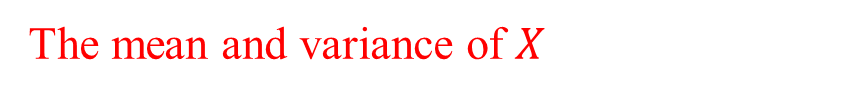 The mean and variance of X